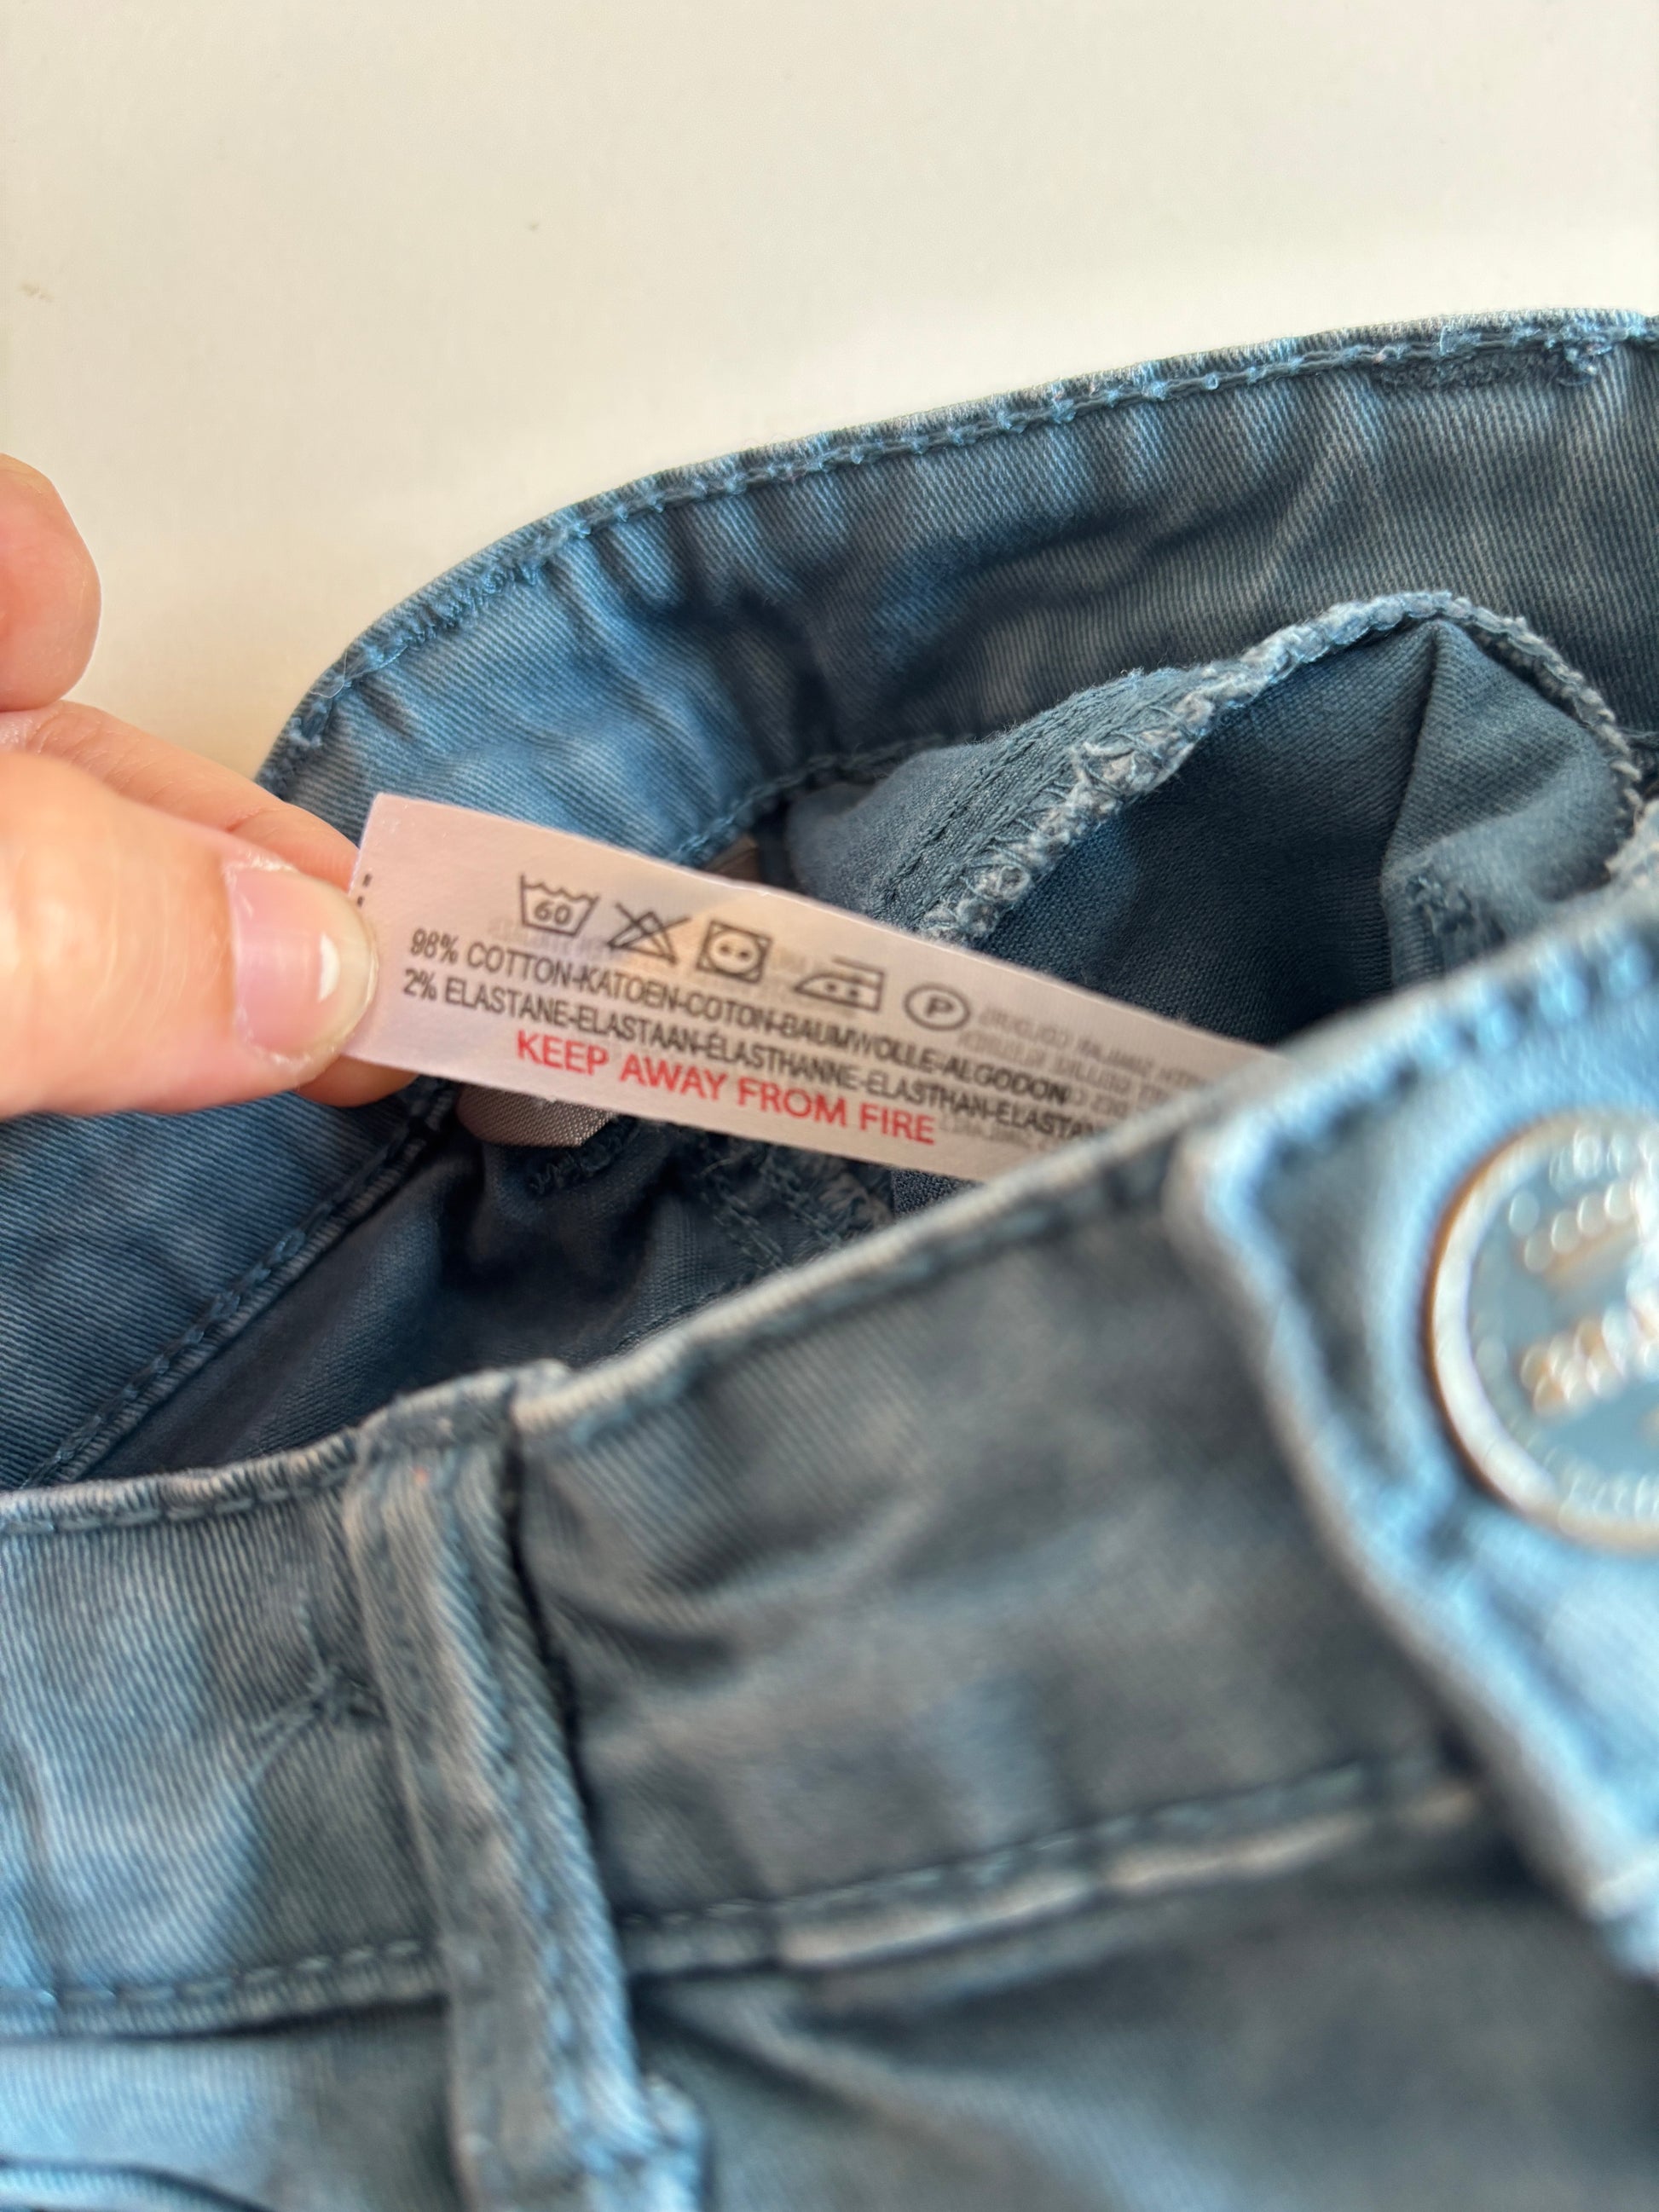 60
P
98% COTTON-KATOEN-COTON-BAUMWOLLE-ALGODON
2% ELASTANE-ELASTAAN-ÉLASTHANNE-ELASTHAN-ELASTAN
KEEP AWAY FROM FIRE